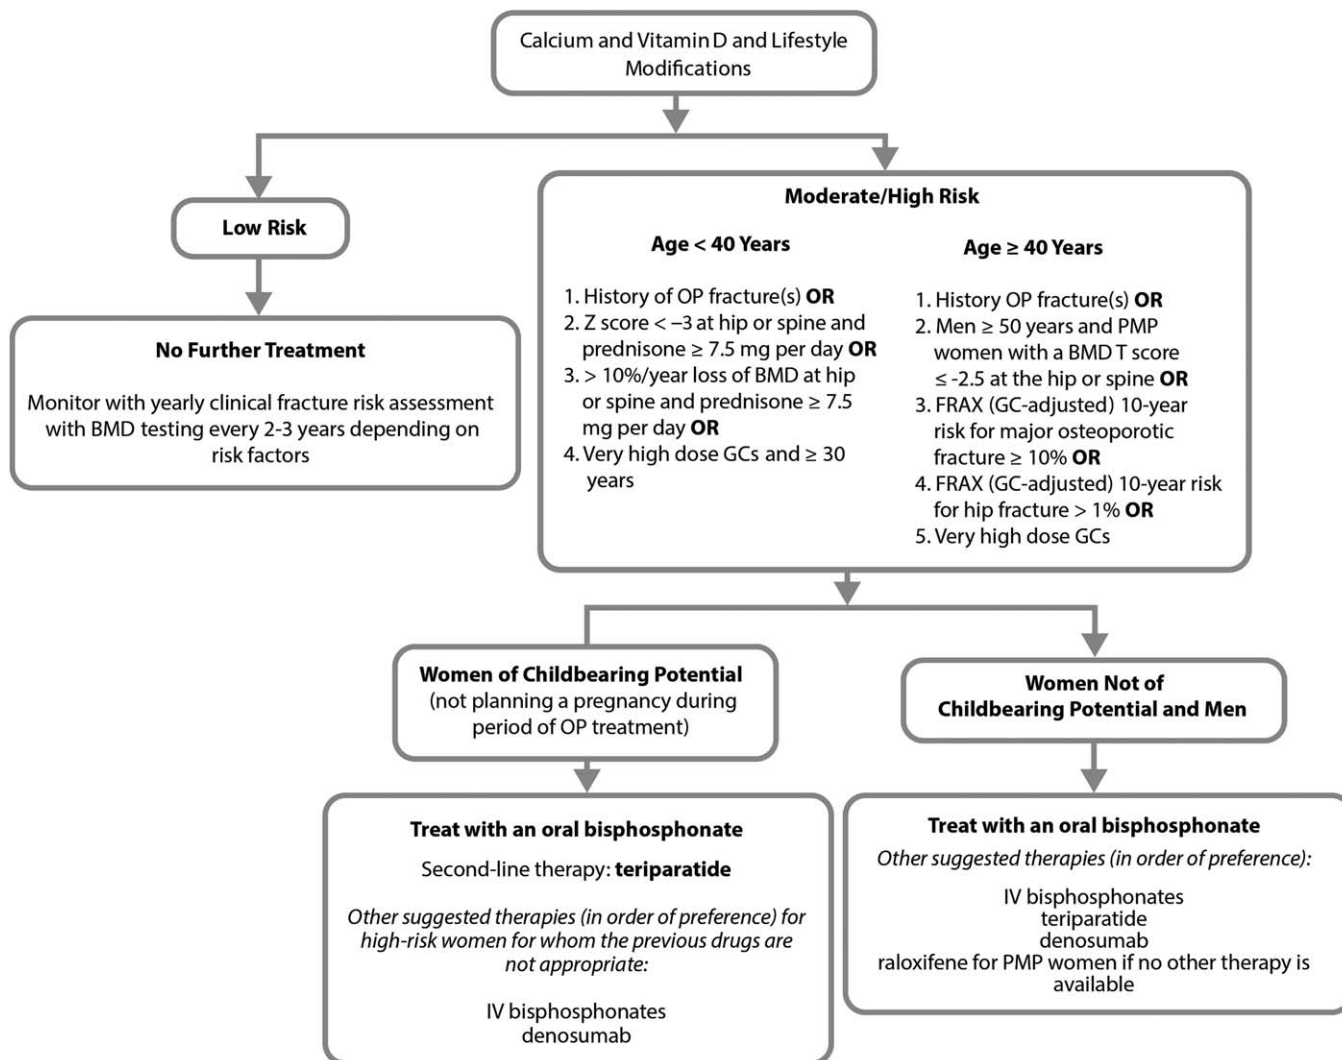 Calcium and Vitamin D and Lifestyle
Modifications
Low Risk
No Further Treatment
Monitor with yearly clinical fracture risk assessment
with BMD testing every 2-3 years depending on
risk factors
Moderate/High Risk
Age < 40 Years
1. History of OP fracture(s) OR
2. Z score < −3 at hip or spine and
prednisone ≥ 7.5 mg per day OR
3. > 10%/year loss of BMD at hip
or spine and prednisone ≥ 7.5
mg per day OR
4. Very high dose GCs and ≥ 30
years
Age ≥ 40 Years
1. History OP fracture(s) OR
2. Men ≥ 50 years and PMP
women with a BMD T score
≤ -2.5 at the hip or spine OR
3. FRAX (GC-adjusted) 10-year
risk for major osteoporotic
fracture ≥ 10% OR
4. FRAX (GC-adjusted) 10-year risk
for hip fracture > 1% OR
5. Very high dose GCs
Women of Childbearing Potential
(not planning a pregnancy during
period of OP treatment)
Treat with an oral bisphosphonate
Second-line therapy: teriparatide
Other suggested therapies (in order of preference) for
high-risk women for whom the previous drugs are
not appropriate:
IV bisphosphonates
denosumab
Women Not of
Childbearing Potential and Men
Treat with an oral bisphosphonate
Other suggested therapies (in order of preference):
IV bisphosphonates
teriparatide
denosumab
raloxifene for PMP women if no other therapy is
available